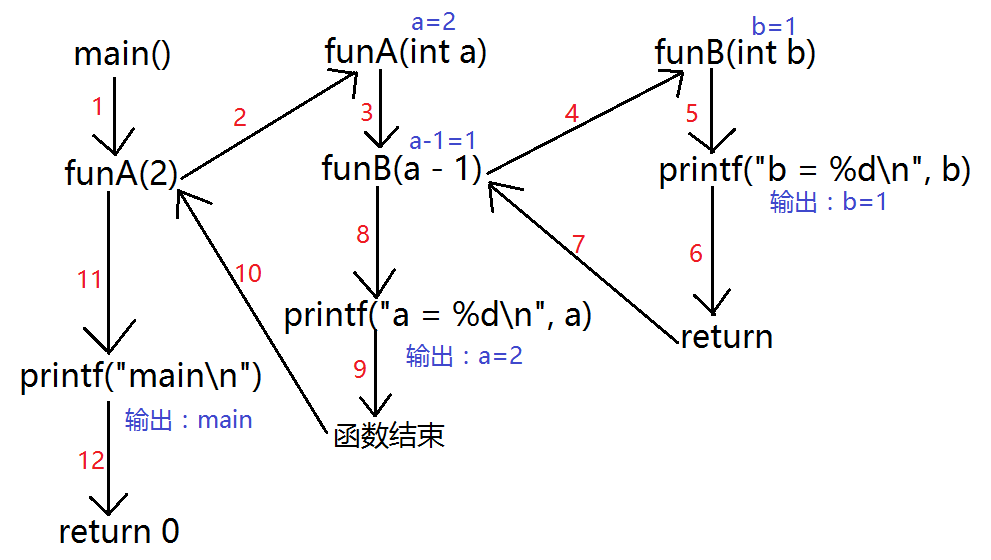 main()
1
funA(2)
11
printf("main\n")
输出：main
12
return 0
2
10
a=2
funA(int a)
3
a-1=1
funB(a - 1)
8
printf("a = %d\n", a)
输出：a=2
9
函数结束
4
7
b=1
funB(int b)
5
printf("b = %d\n", b)
输出：b=1
6
return